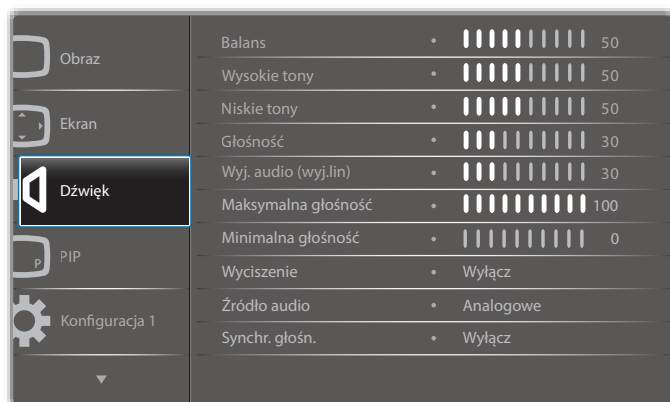 Obraz
Ekran
Dźwięk
P
PIP
Konfiguracja 1
Balans • 50
Wysokie tony • 50
Niskie tony • 50
Głośność • 30
Wyj. audio (wyj.lin) • 30
Maksymalna głośność • 100
Minimalna głośność • 0
Wyciszenie • Wyłącz
Źródło audio • Analogowe
Synchr. głośn. • Wyłącz